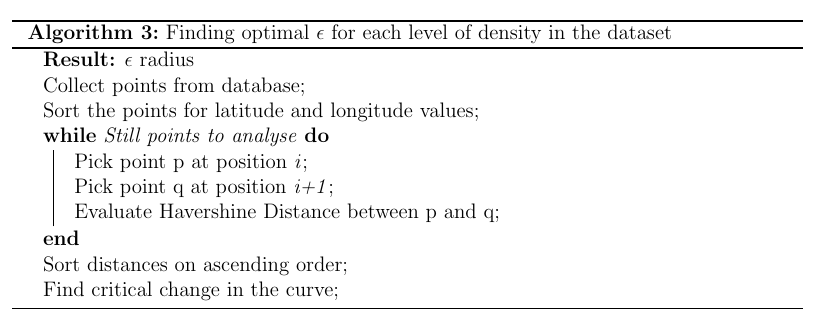 Algorithm 3: Finding optimal ϵ for each level of density in the dataset
Result: ϵ radius
Collect points from database;
Sort the points for latitude and longitude values;
while Still points to analyse do
Pick point p at position i;
Pick point q at position i+1;
Evaluate Havershine Distance between p and q;
end
Sort distances on ascending order;
Find critical change in the curve;